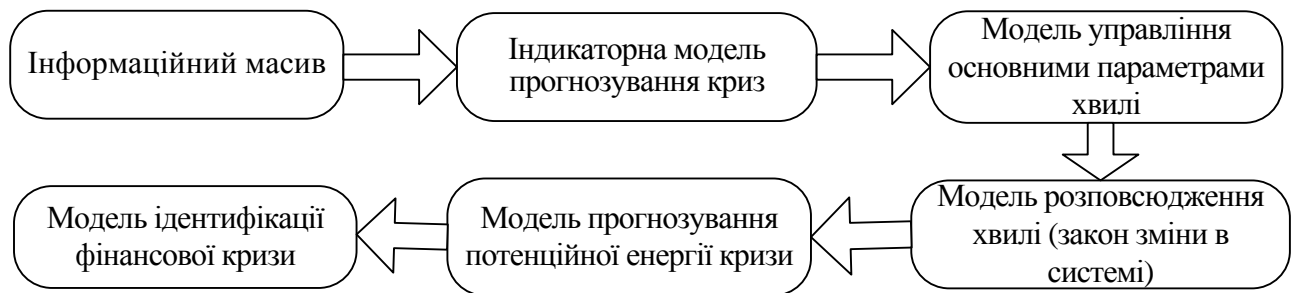 Інформаційний масив
Індикаторна модель
прогнозування криз
Модель управління
основними параметрами
хвилі
Модель розповсюдження
хвилі (закон зміни в
системі)
Модель прогнозування
потенційної енергії кризи
Модель ідентифікації
фінансової кризи